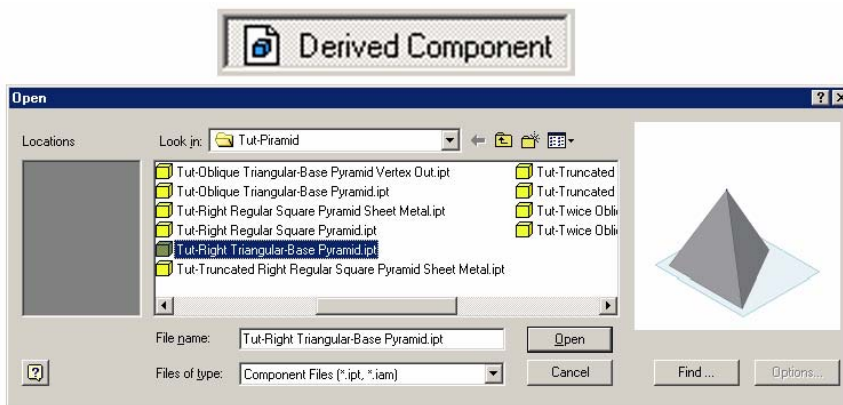 Derived Component
Open
Locations
Look in: Tut-Piramid
Tut-Oblique Triangular-Base Pyramid Vertex Out.ipt
Tut-Oblique Triangular-Base Pyramid.ipt
Tut-Right Regular Square Pyramid Sheet Metal.ipt
Tut-Right Regular Square Pyramid.ipt
Tut-Right Triangular-Base Pyramid.ipt
Tut-Truncated Right Regular Square Pyramid Sheet Metal.ipt
Tut-Truncated
Tut-Truncated
Tut-Twice Obli
Tut-Twice Obli
File name: Tut-Right Triangular-Base Pyramid.ipt
Open
Files of type: Component Files (*.ipt, *.iam)
Cancel
Find ...
Options...